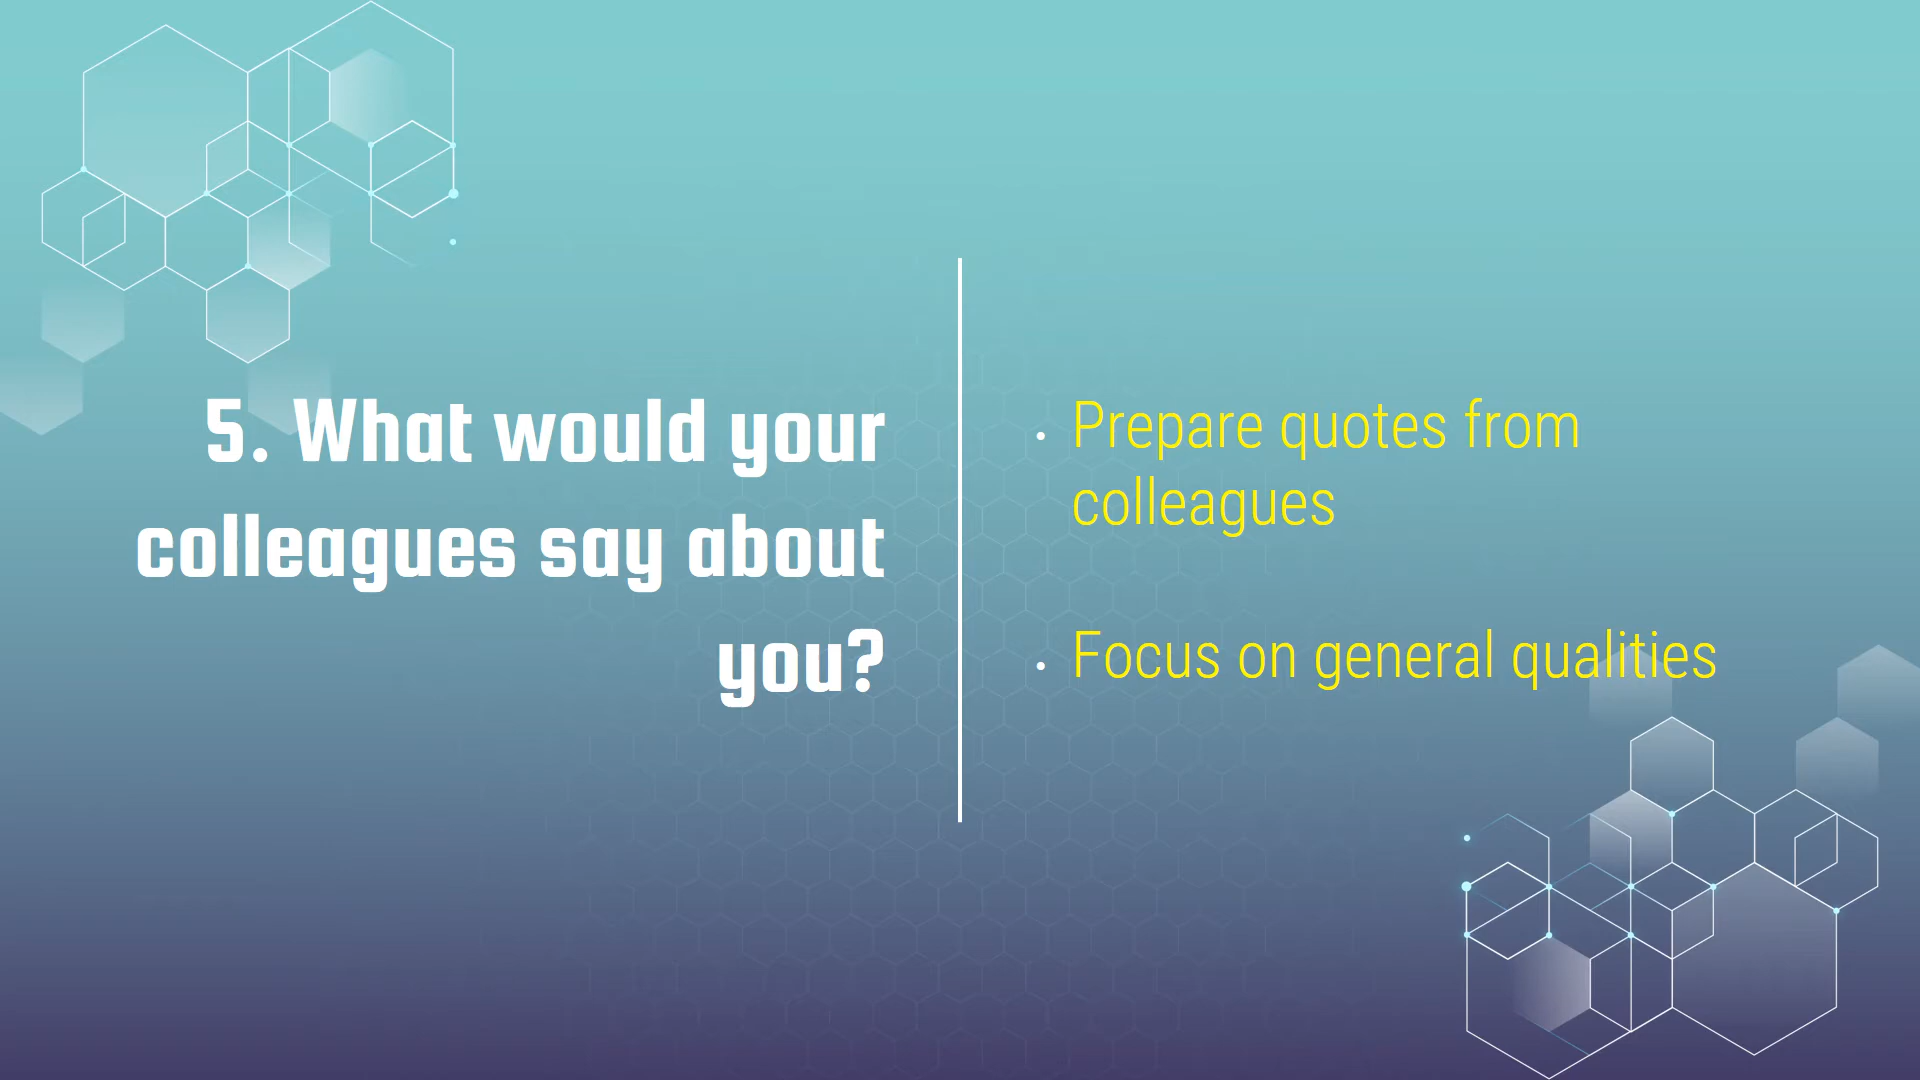 5. What would your
colleagues say about
you?
• Prepare quotes from
colleagues
• Focus on general qualities